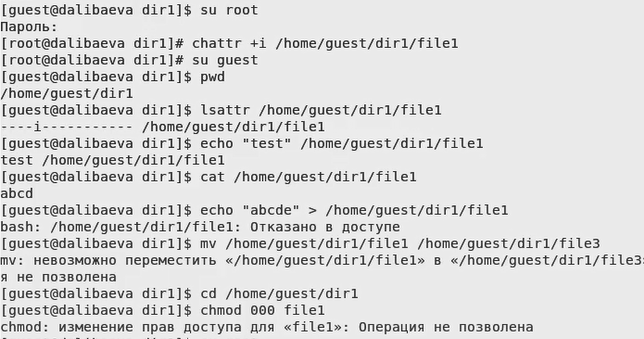 [guest@dalibaeva dir1]$ su root
Пароль:
[root@dalibaeva dir1]# chattr +i /home/guest/dir1/file1
[root@dalibaeva dir1]# su guest
[guest@dalibaeva dir1]$ pwd
/home/guest/dir1
[guest@dalibaeva dir1]$ lsattr /home/guest/dir1/file1
----i----------- /home/guest/dir1/file1
[guest@dalibaeva dir1]$ echo "test" /home/guest/dir1/file1
test /home/guest/dir1/file1
[guest@dalibaeva dir1]$ cat /home/guest/dir1/file1
abcd
[guest@dalibaeva dir1]$ echo "abcde" > /home/guest/dir1/file1
bash: /home/guest/dir1/file1: Отказано в доступе
[guest@dalibaeva dir1]$ mv /home/guest/dir1/file1 /home/guest/dir1/file3
mv: невозможно переместить «/home/guest/dir1/file1» в «/home/guest/dir1/file3»
я не позволена
[guest@dalibaeva dir1]$ cd /home/guest/dir1
[guest@dalibaeva dir1]$ chmod 000 file1
chmod: изменение прав доступа для «file1»: Операция не позволена